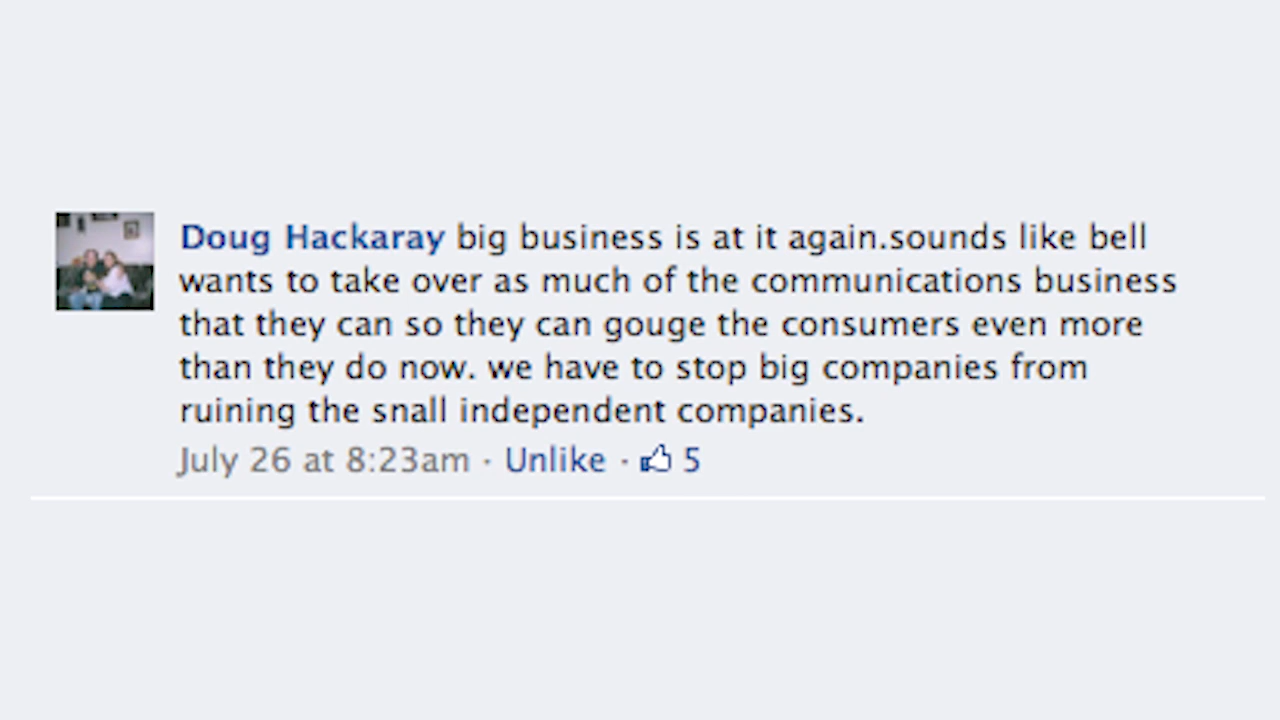 Doug Hackaray big business is at it again.sounds like bell
wants to take over as much of the communications business
that they can so they can gouge the consumers even more
than they do now. we have to stop big companies from
ruining the snall independent companies.
July 26 at 8:23am · Unlike · 5